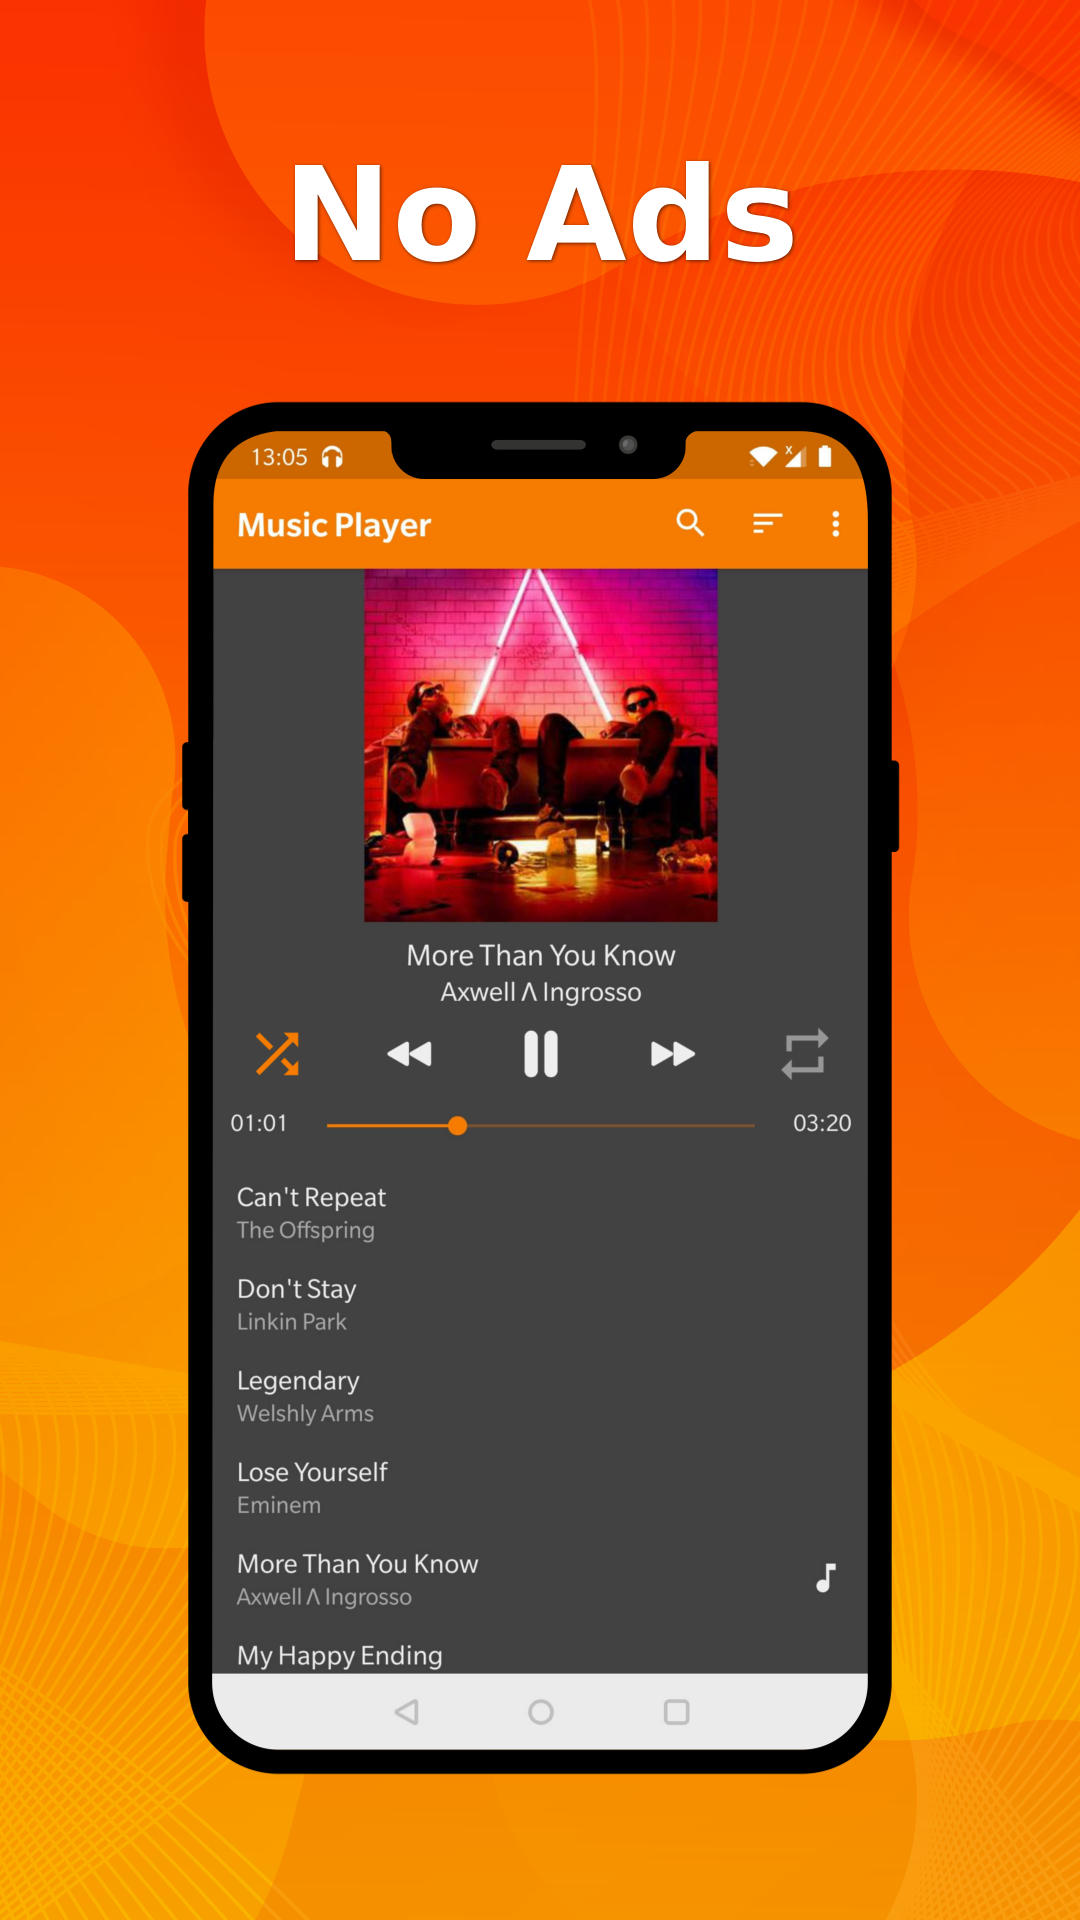 No Ads
13:05
Music Player
More Than You Know
Axwell Λ Ingrosso
01:01
03:20
Can't Repeat
The Offspring
Don't Stay
Linkin Park
Legendary
Welshly Arms
Lose Yourself
Eminem
More Than You Know
Axwell Λ Ingrosso
My Happy Ending